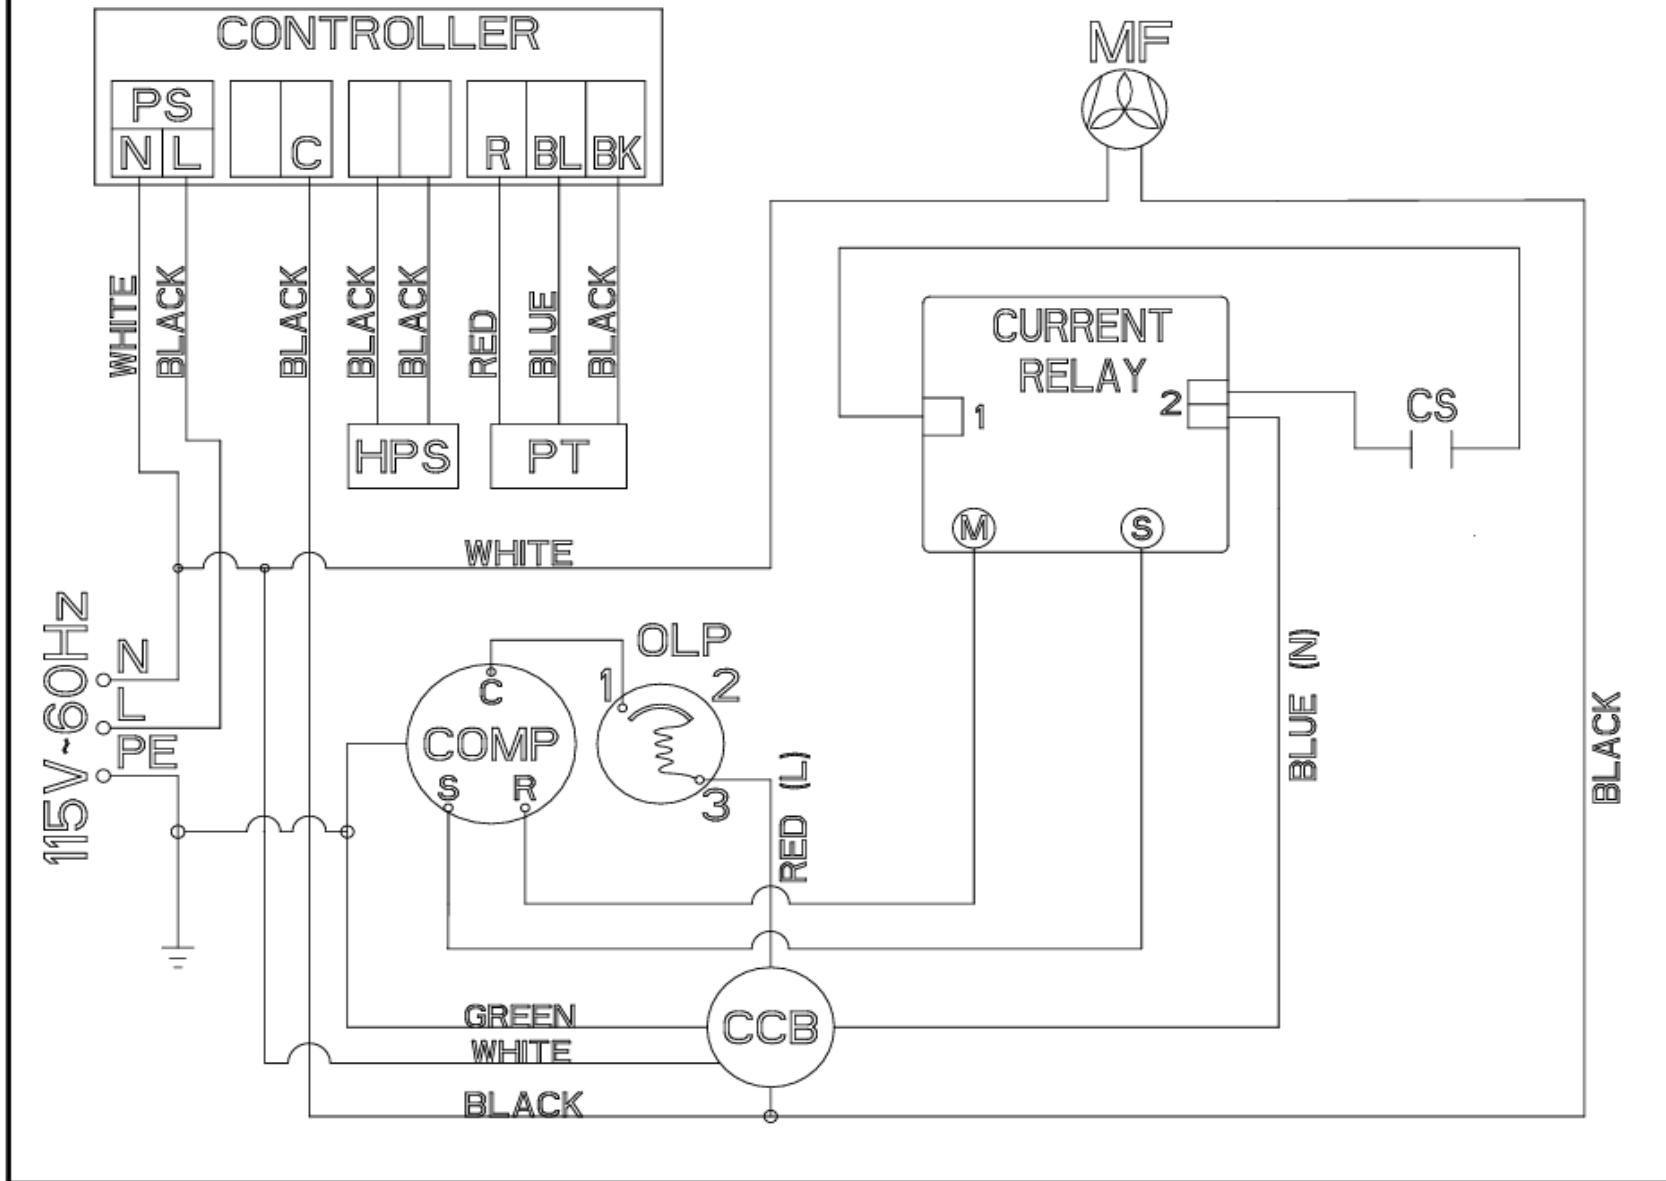 CONTROLLER
MF
PS
N L
C
R BL BK
WHITE
BLACK
BLACK
BLACK
BLACK
RED
BLUE
BLACK
HPS
PT
CURRENT
RELAY
1
2
CS
M
S
WHITE
115V~60Hz
N
L
PE
OLP
C
COMP
S R
1
2
3
RED (L)
BLUE (N)
BLACK
GREEN
WHITE
BLACK
CCB